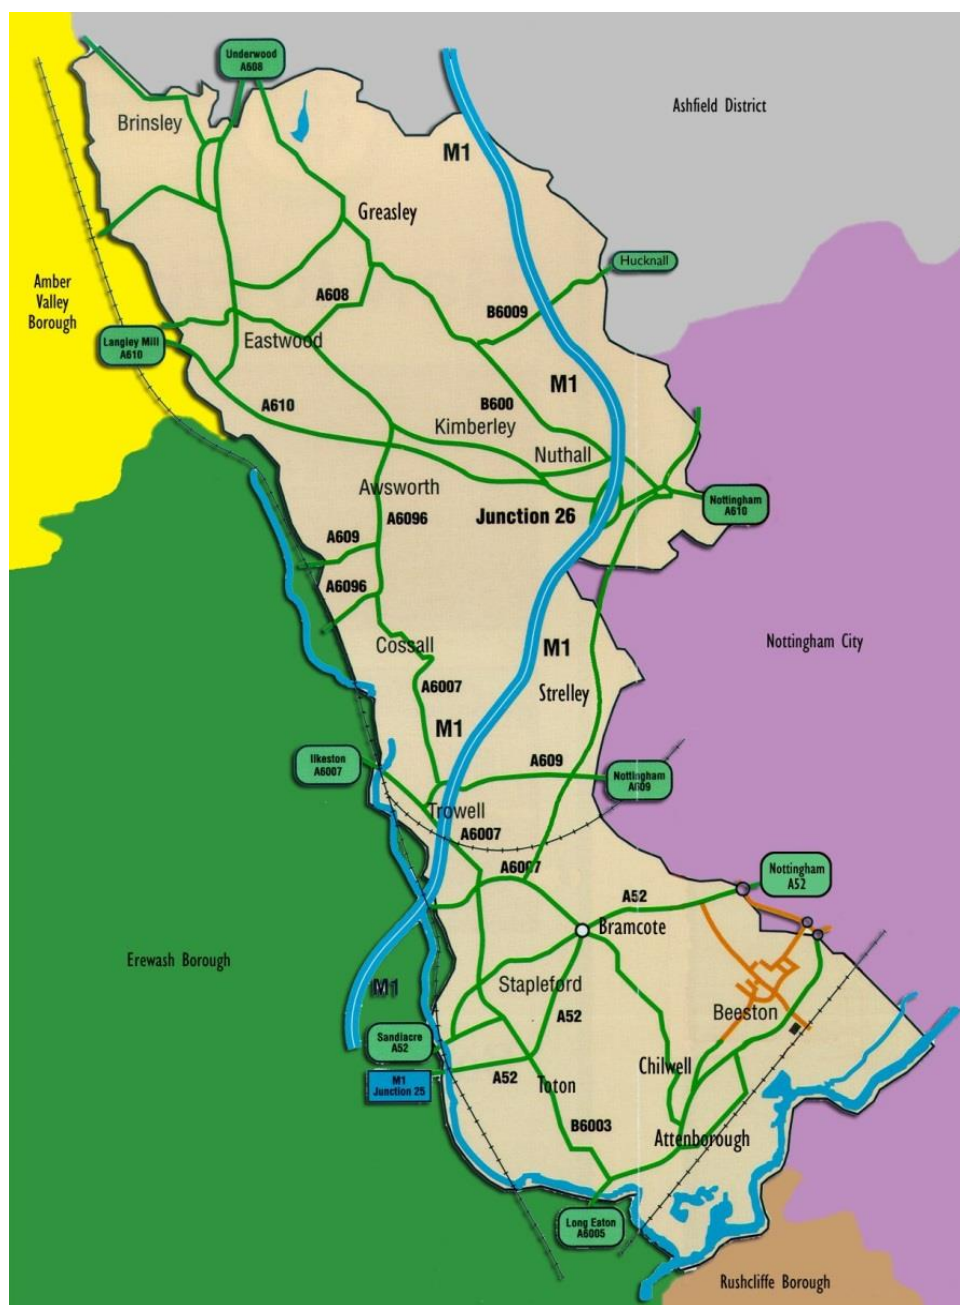 Underwood
A608
Ashfield District
Brinsley
M1
Greasley
Hucknall
Amber
Valley
Borough
A608
B6009
Langley Mill
A610
Eastwood
M1
A610
B600
Kimberley
Nuthall
Awsworth
Nottingham
A610
A6096
Junction 26
A609
A6096
Cossall
M1
Nottingham City
A6007
Strelley
M1
Ilkeston
A6007
A609
Nottingham
A609
Trowell
A6007
A6007
Nottingham
A52
A52
Bramcote
Erewash Borough
M1
Stapleford
Beeston
A52
Sandiacre
A52
Chilwell
M1
Junction 25
A52
Toton
B6003
Attenborough
Long Eaton
A6005
Rushcliffe Borough